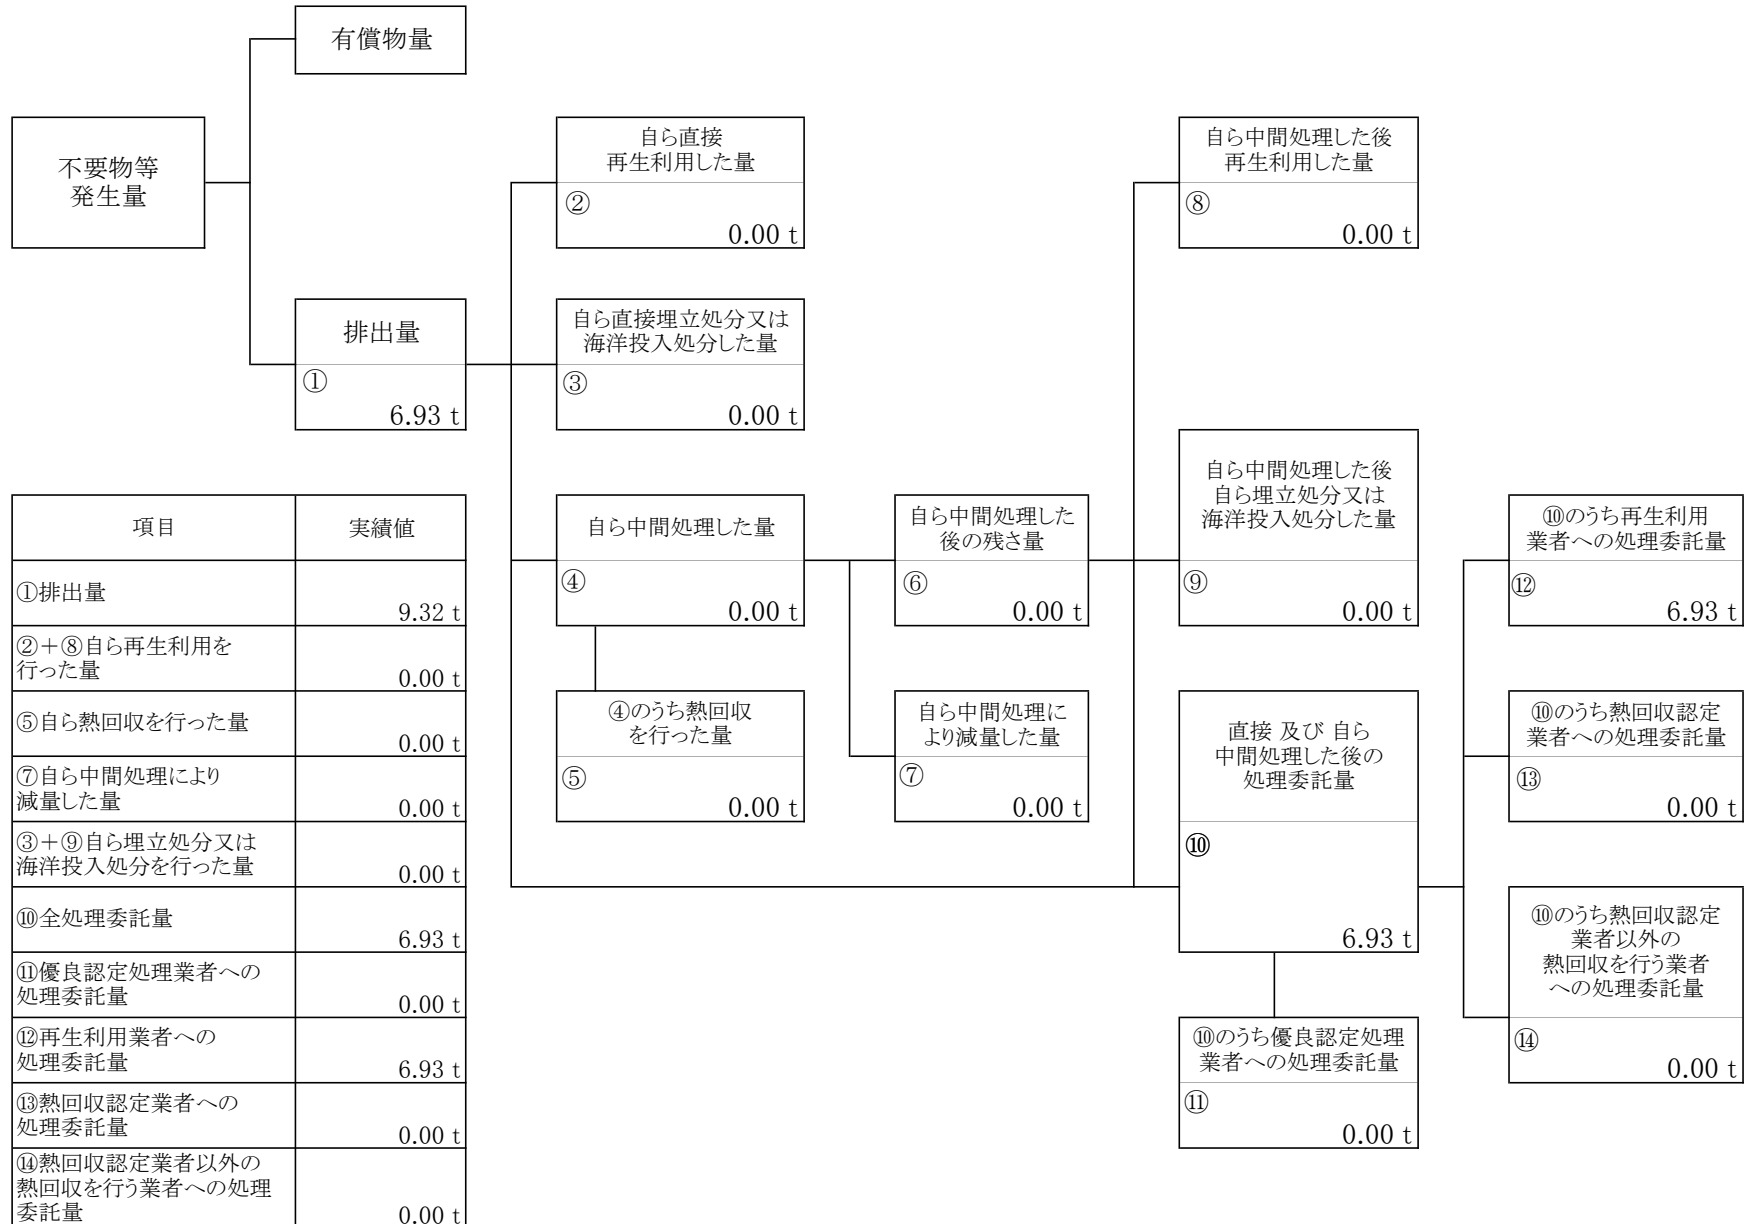 有償物量
不要物等
発生量
自ら直接
再生利用した量
②
0.00 t
自ら中間処理した後
再生利用した量
⑧
0.00 t
排出量
①
6.93 t
自ら直接埋立処分又は
海洋投入処分した量
③
0.00 t
自ら中間処理した量
④
0.00 t
自ら中間処理した
後の残さ量
⑥
0.00 t
自ら中間処理した後
自ら埋立処分又は
海洋投入処分した量
⑨
0.00 t
⑩のうち再生利用
業者への処理委託量
⑫
6.93 t
④のうち熱回収
を行った量
⑤
0.00 t
自ら中間処理に
より減量した量
⑦
0.00 t
直接 及び 自ら
中間処理した後の
処理委託量
⑩
6.93 t
⑩のうち熱回収認定
業者への処理委託量
⑬
0.00 t
⑩のうち熱回収認定
業者以外の
熱回収を行う業者
への処理委託量
⑭
0.00 t
⑩のうち優良認定処理
業者への処理委託量
⑪
0.00 t
項目 実績値
①排出量
9.32 t
②+⑧自ら再生利用を
行った量
0.00 t
⑤自ら熱回収を行った量
0.00 t
⑦自ら中間処理により
減量した量
0.00 t
③+⑨自ら埋立処分又は
海洋投入処分を行った量
0.00 t
⑩全処理委託量
6.93 t
⑪優良認定処理業者への
処理委託量
0.00 t
⑫再生利用業者への
処理委託量
6.93 t
⑬熱回収認定業者への
処理委託量
0.00 t
⑭熱回収認定業者以外の
熱回収を行う業者への処理
委託量
0.00 t